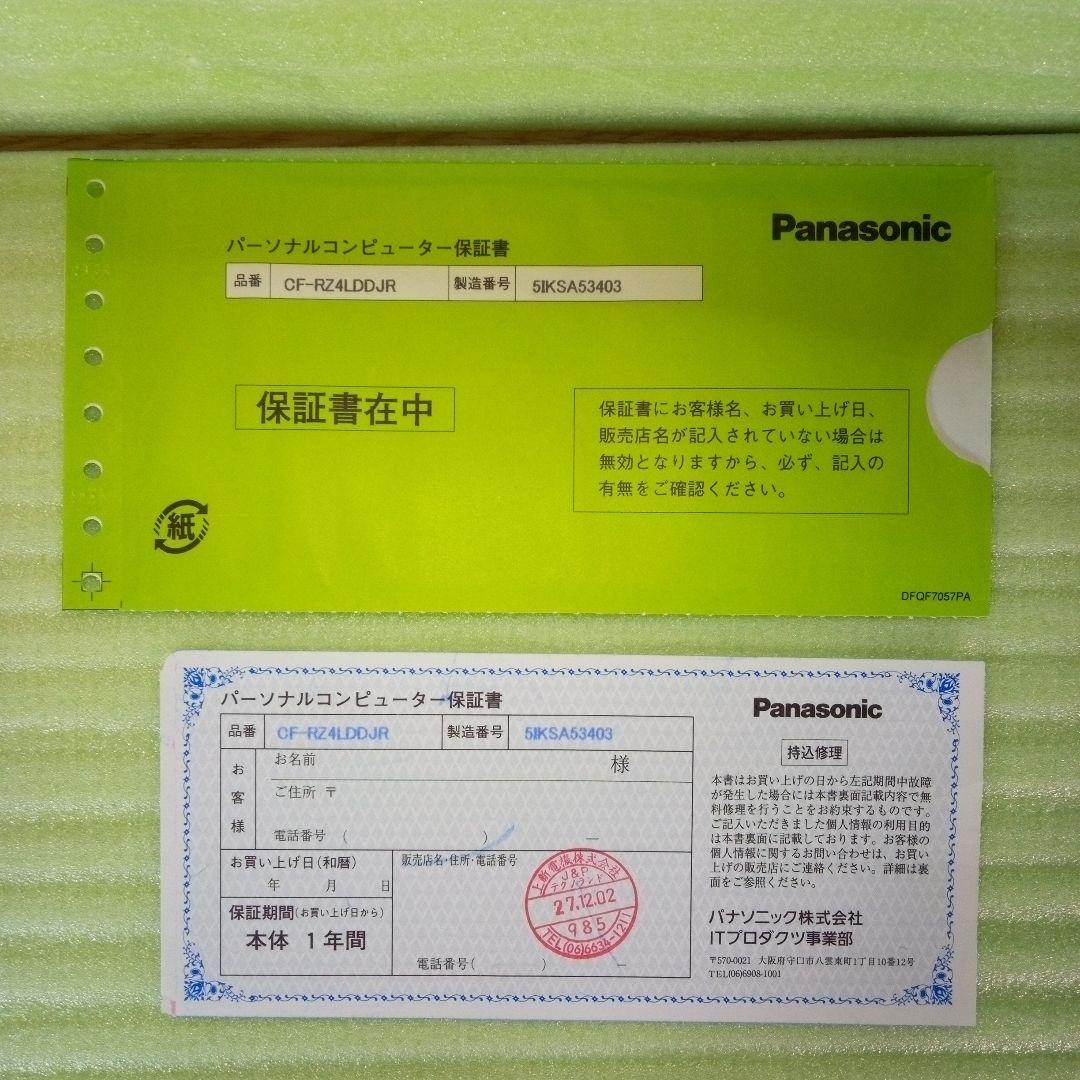 Panasonic
パーソナルコンピューター保証書
品番 CF-RZ4LDDJR 製造番号 5IKSA53403
保証書在中
保証書にお客様名、お買い上げ日、
販売店名が記入されていない場合は
無効となりますから、必ず、記入の
有無をご確認ください。
紙
DFQF7057PA
パーソナルコンピューター保証書
Panasonic
品番 CF-RZ4LDDJR 製造番号 5IKSA53403
お客様
お名前 様
ご住所 〒
電話番号 ( ) −
お買い上げ日(和暦)
年 月 日
保証期間(お買い上げ日から)
本体 1年間
販売店名・住所・電話番号
上新電機株式会社
J&P
テクノランド
27.12.02
985
TEL(06)6634-1211
電話番号( ) −
持込修理
本書はお買い上げの日から左記期間中故障
が発生した場合には本書裏面記載内容で無
料修理を行うことをお約束するものです。
ご記入いただきました個人情報の利用目的
は本書裏面に記載しております。お客様の
個人情報に関するお問い合わせは、お買い
上げの販売店にご連絡ください。詳細は裏
面をご参照ください。
パナソニック株式会社
ITプロダクツ事業部
〒570-0021 大阪府守口市八雲東町1丁目10番12号
TEL(06)6908-1001